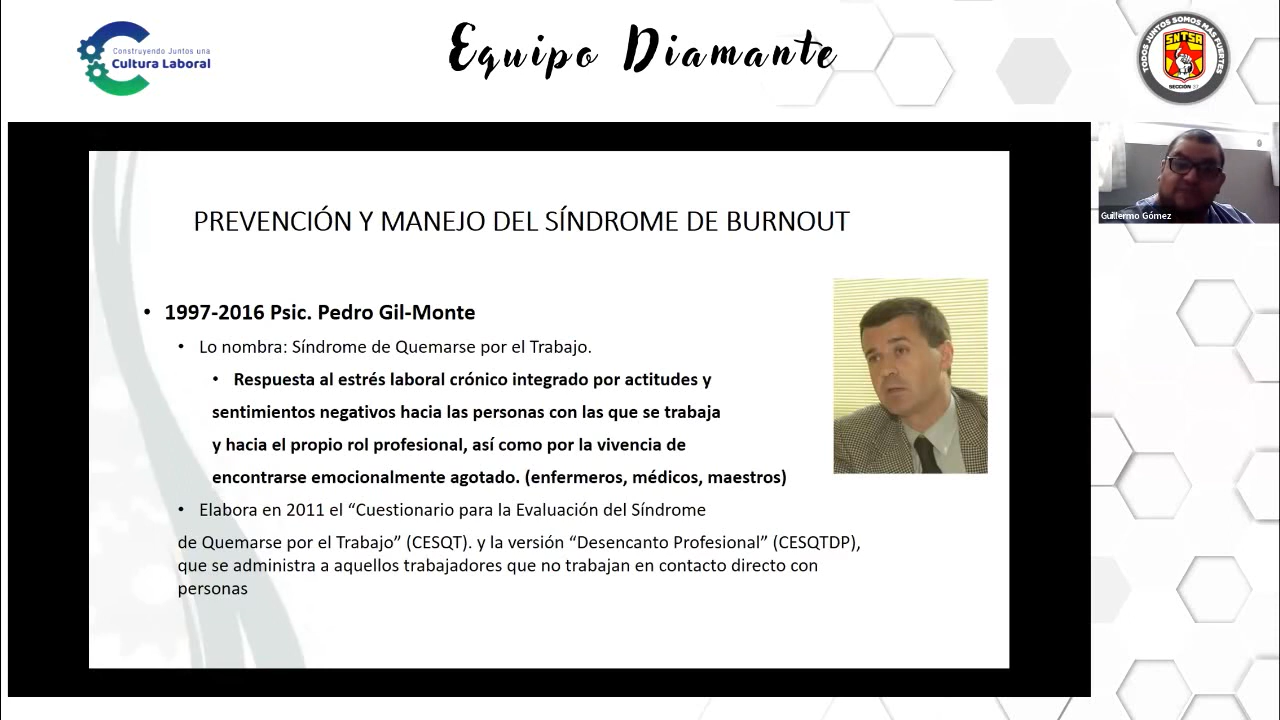 Construyendo Juntos una
Cultura Laboral
Equipo Diamante
TODOS JUNTOS SOMOS MÁS FUERTES
SNTSA
SECCIÓN 37
Guillermo Gómez
PREVENCIÓN Y MANEJO DEL SÍNDROME DE BURNOUT
• 1997-2016 Psic. Pedro Gil-Monte
• Lo nombra Síndrome de Quemarse por el Trabajo.
• Respuesta al estrés laboral crónico integrado por actitudes y
sentimientos negativos hacia las personas con las que se trabaja
y hacia el propio rol profesional, así como por la vivencia de
encontrarse emocionalmente agotado. (enfermeros, médicos, maestros)
• Elabora en 2011 el “Cuestionario para la Evaluación del Síndrome
de Quemarse por el Trabajo” (CESQT). y la versión “Desencanto Profesional” (CESQTDP),
que se administra a aquellos trabajadores que no trabajan en contacto directo con
personas